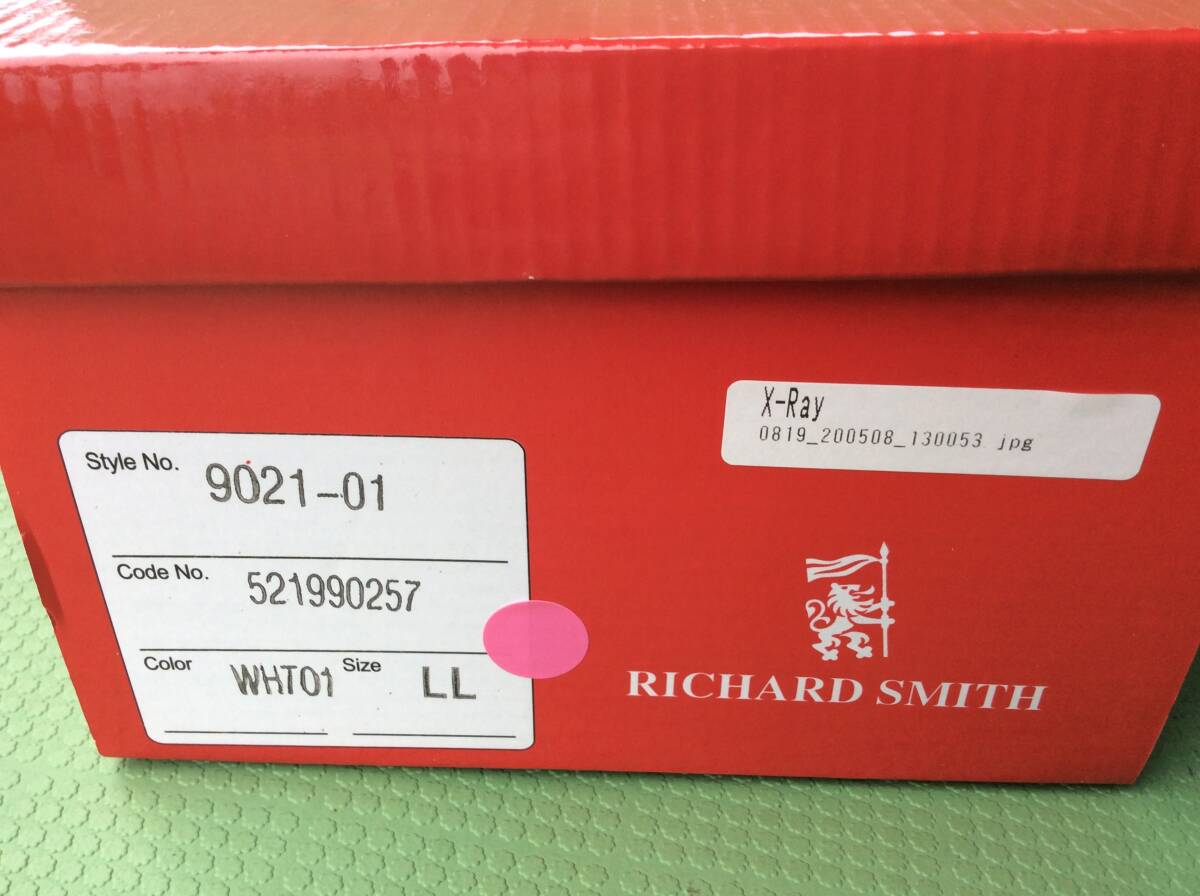 X-Ray
0819_200508_130053 jpg
Style No. 9021-01
Code No. 521990257
Color WHT01 Size LL
RICHARD SMITH